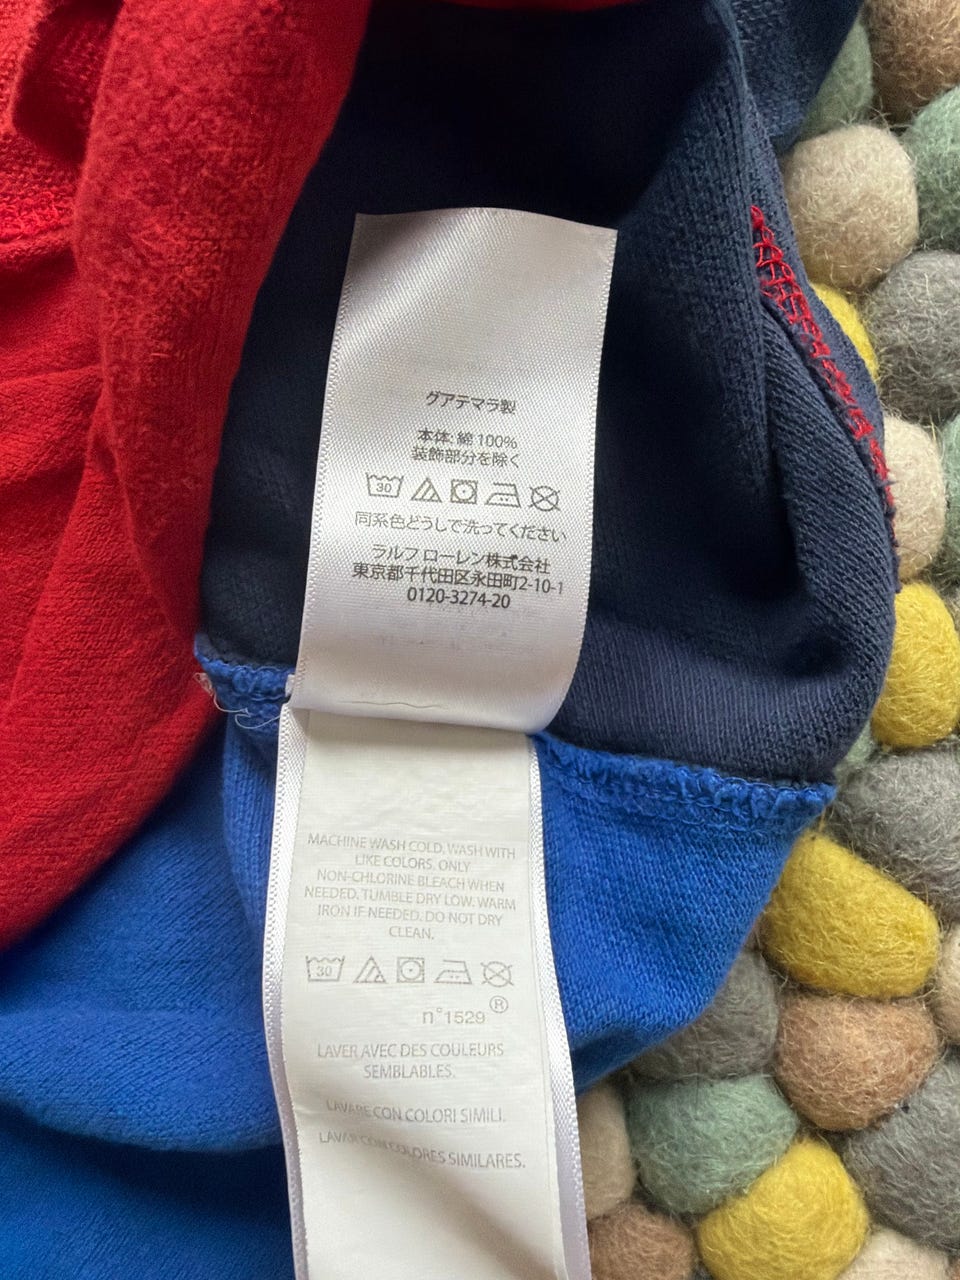 グアテマラ製
本体: 綿 100%
装飾部分を除く
30
同系色どうしで洗ってください
ラルフ ローレン株式会社
東京都千代田区永田町2-10-1
0120-3274-20
MACHINE WASH COLD. WASH WITH
LIKE COLORS. ONLY
NON-CHLORINE BLEACH WHEN
NEEDED. TUMBLE DRY LOW. WARM
IRON IF NEEDED. DO NOT DRY
CLEAN.
30
n°1529®
LAVER AVEC DES COULEURS
SEMBLABLES.
LAVARE CON COLORI SIMILI.
LAVAR CON COLORES SIMILARES.